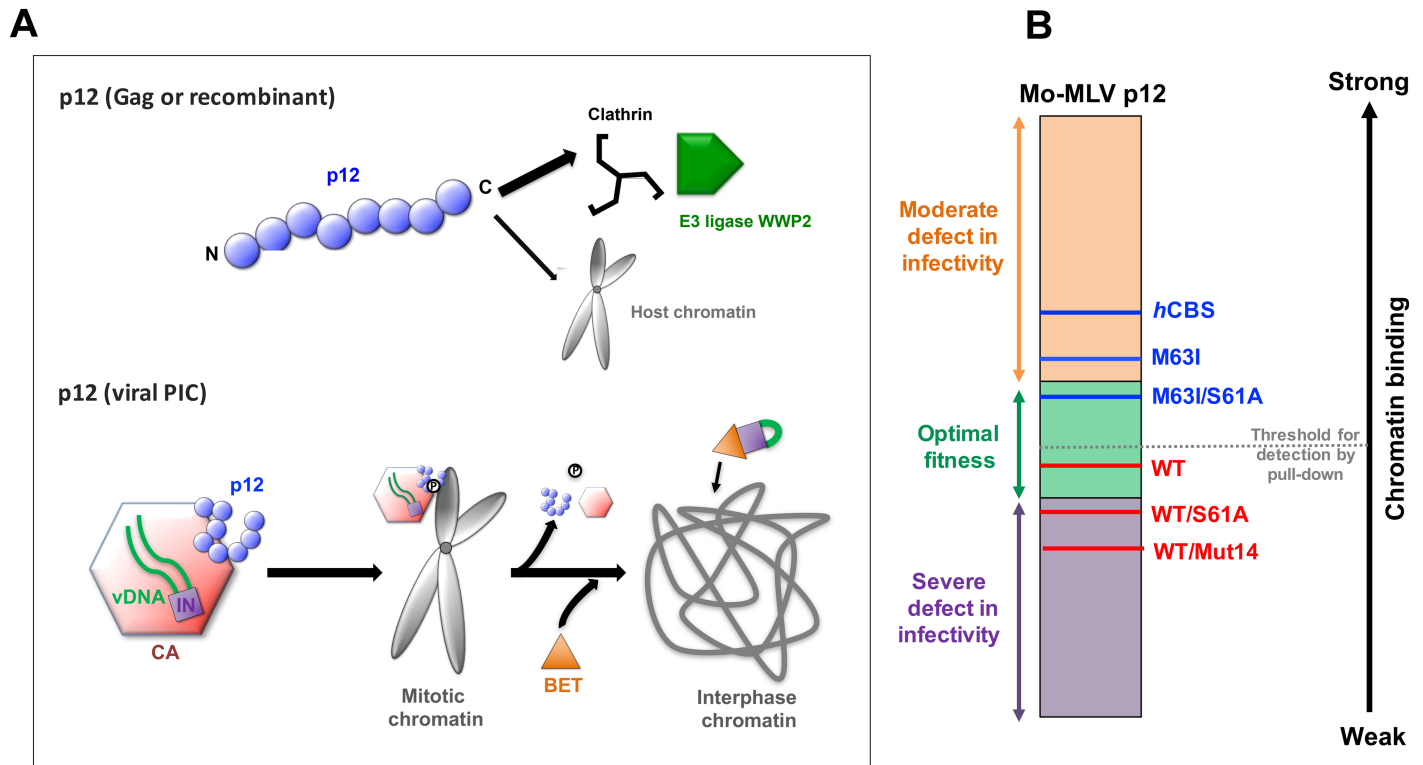 A
p12 (Gag or recombinant)
Clathrin
p12
C
N
E3 ligase WWP2
Host chromatin
p12 (viral PIC)
p12
P
P
vDNA
IN
CA
BET
Mitotic
chromatin
Interphase
chromatin
B
Mo-MLV p12
Strong
Moderate
defect in
infectivity
hCBS
M63I
M63I/S61A
Optimal
fitness
Threshold for
detection by
pull-down
WT
WT/S61A
WT/Mut14
Severe
defect in
infectivity
Chromatin binding
Weak